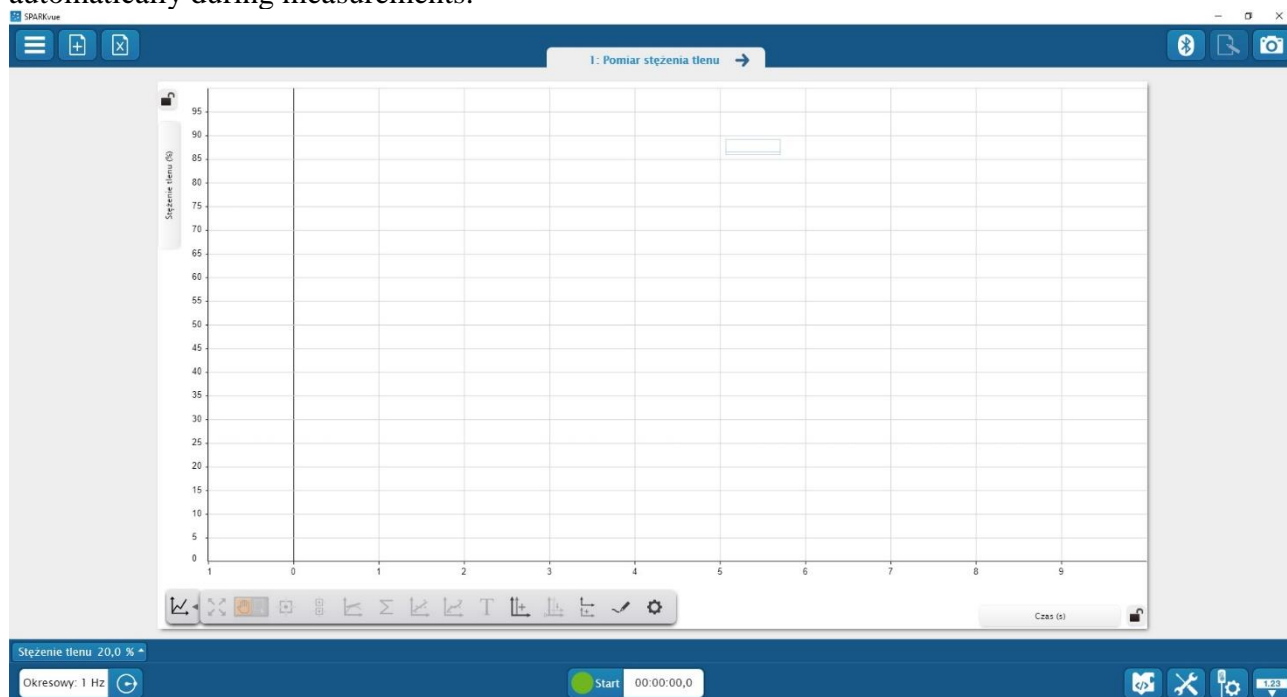 automatically during measurements.
SPARKvue
1: Pomiar stężenia tlenu
Stężenie tlenu (%)
95
90
85
80
75
70
65
60
55
50
45
40
35
30
25
20
15
10
5
0
1 0 1 2 3 4 5 6 7 8 9
Czas (s)
Stężenie tlenu 20,0 %
Okresowy: 1 Hz
Start 00:00:00,0
1.23